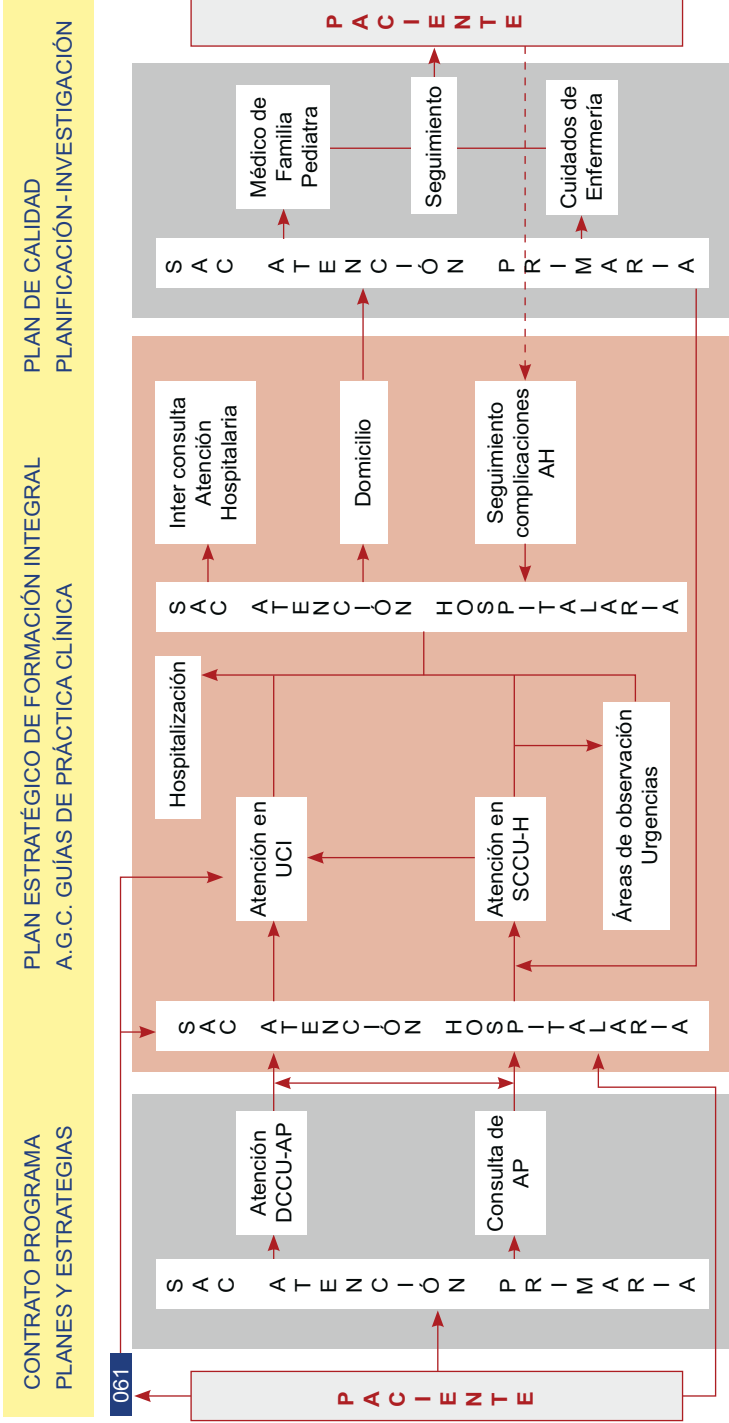 CONTRATO PROGRAMA
PLANES Y ESTRATEGIAS
PLAN ESTRATÉGICO DE FORMACIÓN INTEGRAL
A.G.C. GUÍAS DE PRÁCTICA CLÍNICA
PLAN DE CALIDAD
PLANIFICACIÓN-INVESTIGACIÓN
061
PACIENTE
SAC ATENCIÓN PRIMARIA
Atención
DCCU-AP
Consulta de
AP
SAC ATENCIÓN HOSPITALARIA
Atención en
UCI
Atención en
SCCU-H
Hospitalización
Áreas de observación
Urgencias
SAC ATENCIÓN HOSPITALARIA
Inter consulta
Atención
Hospitalaria
Domicilio
Seguimiento
complicaciones
AH
SAC ATENCIÓN PRIMARIA
Médico de
Familia
Pediatra
Seguimiento
Cuidados de
Enfermería
PACIENTE